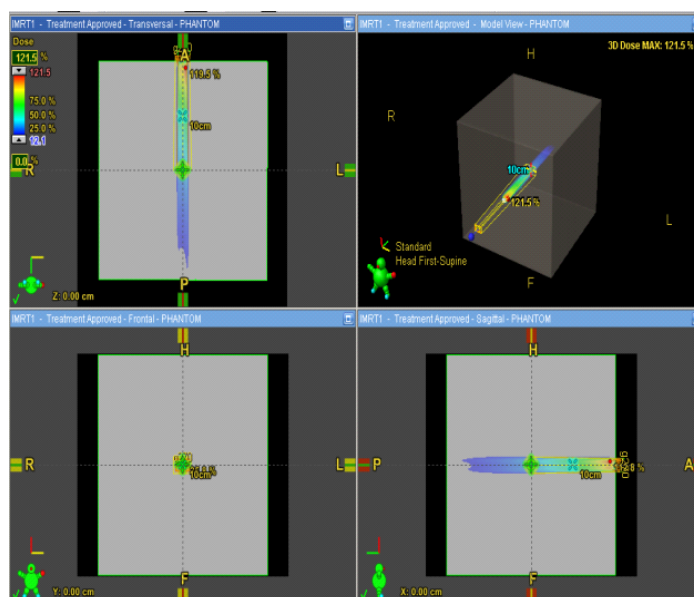 IMRT1 - Treatment Approved - Transversal - PHANTOM
Dose
121.5 %
121.5
75.0 %
50.0 %
25.0 %
12.1
0.0 %
A
119.5 %
10cm
R
L
P
Z: 0.00 cm
IMRT1 - Treatment Approved - Model View - PHANTOM
3D Dose MAX: 121.5 %
H
R
10cm
121.5 %
L
Standard
Head First-Supine
F
IMRT1 - Treatment Approved - Frontal - PHANTOM
H
R
L
10cm
F
Y: 0.00 cm
IMRT1 - Treatment Approved - Sagittal - PHANTOM
H
P
A
10cm
F
X: 0.00 cm